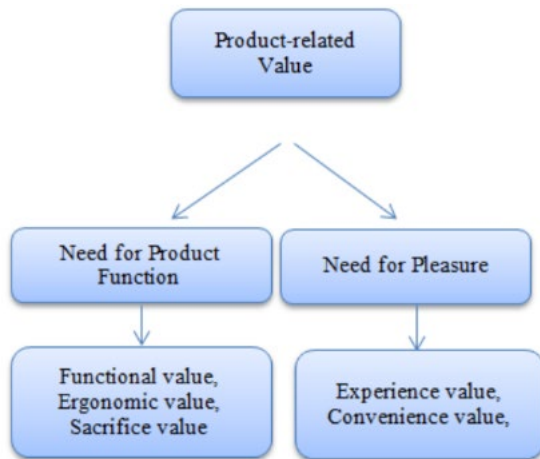 Product-related
Value
Need for Product
Function
Need for Pleasure
Functional value,
Ergonomic value,
Sacrifice value
Experience value,
Convenience value,